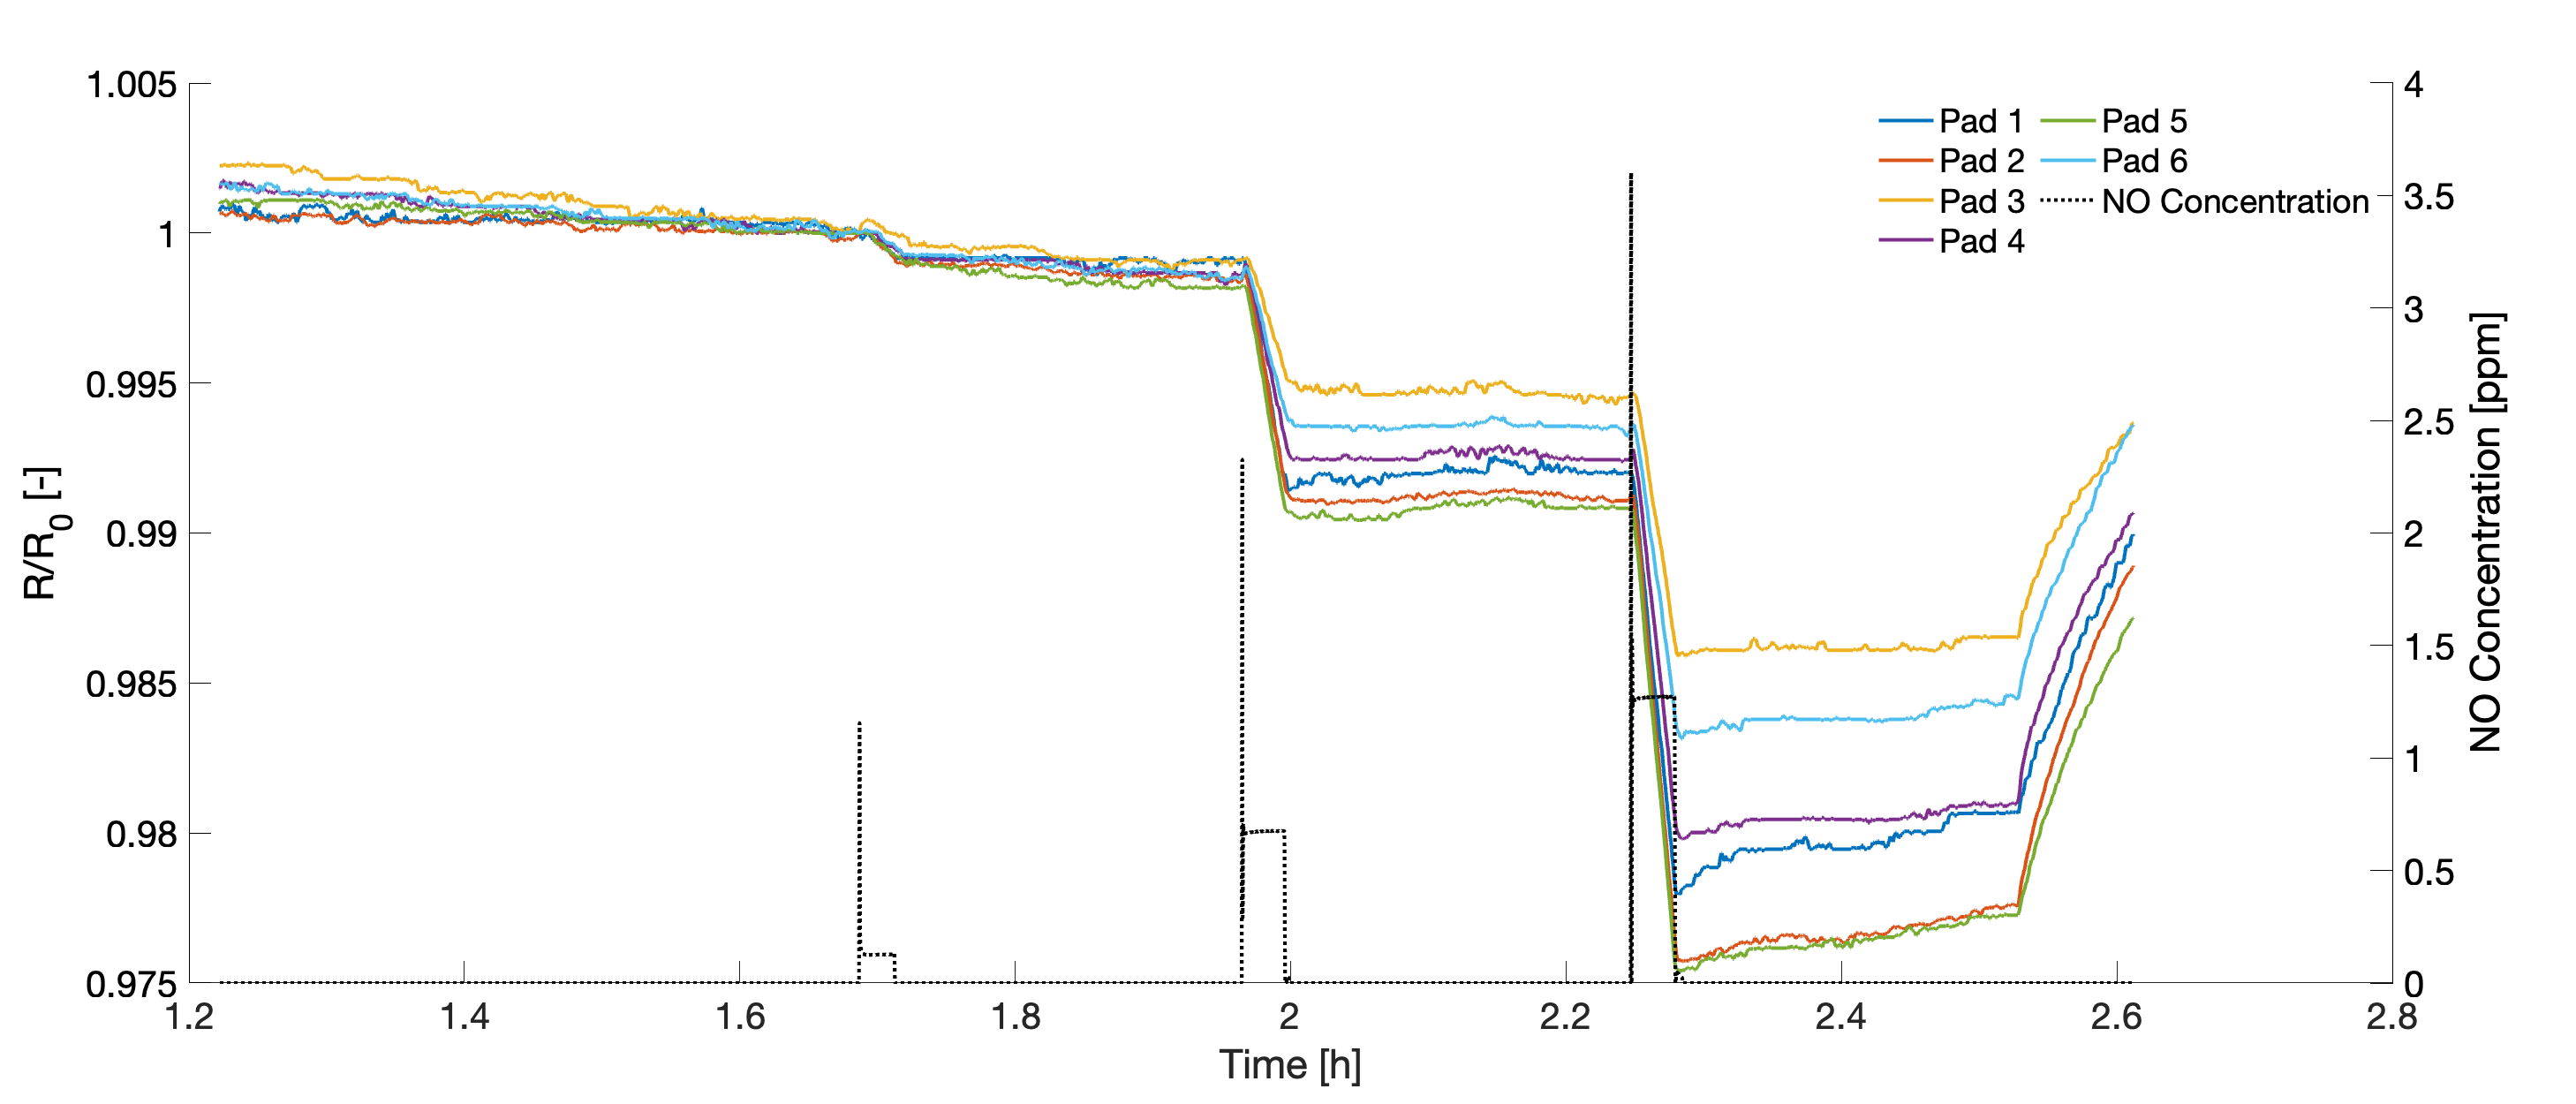 1.005
1
0.995
0.99
0.985
0.98
0.975
R/R0 [-]
1.2
1.4
1.6
1.8
2
2.2
2.4
2.6
2.8
Time [h]
4
3.5
3
2.5
2
1.5
1
0.5
0
NO Concentration [ppm]
Pad 1
Pad 2
Pad 3
Pad 4
Pad 5
Pad 6
NO Concentration